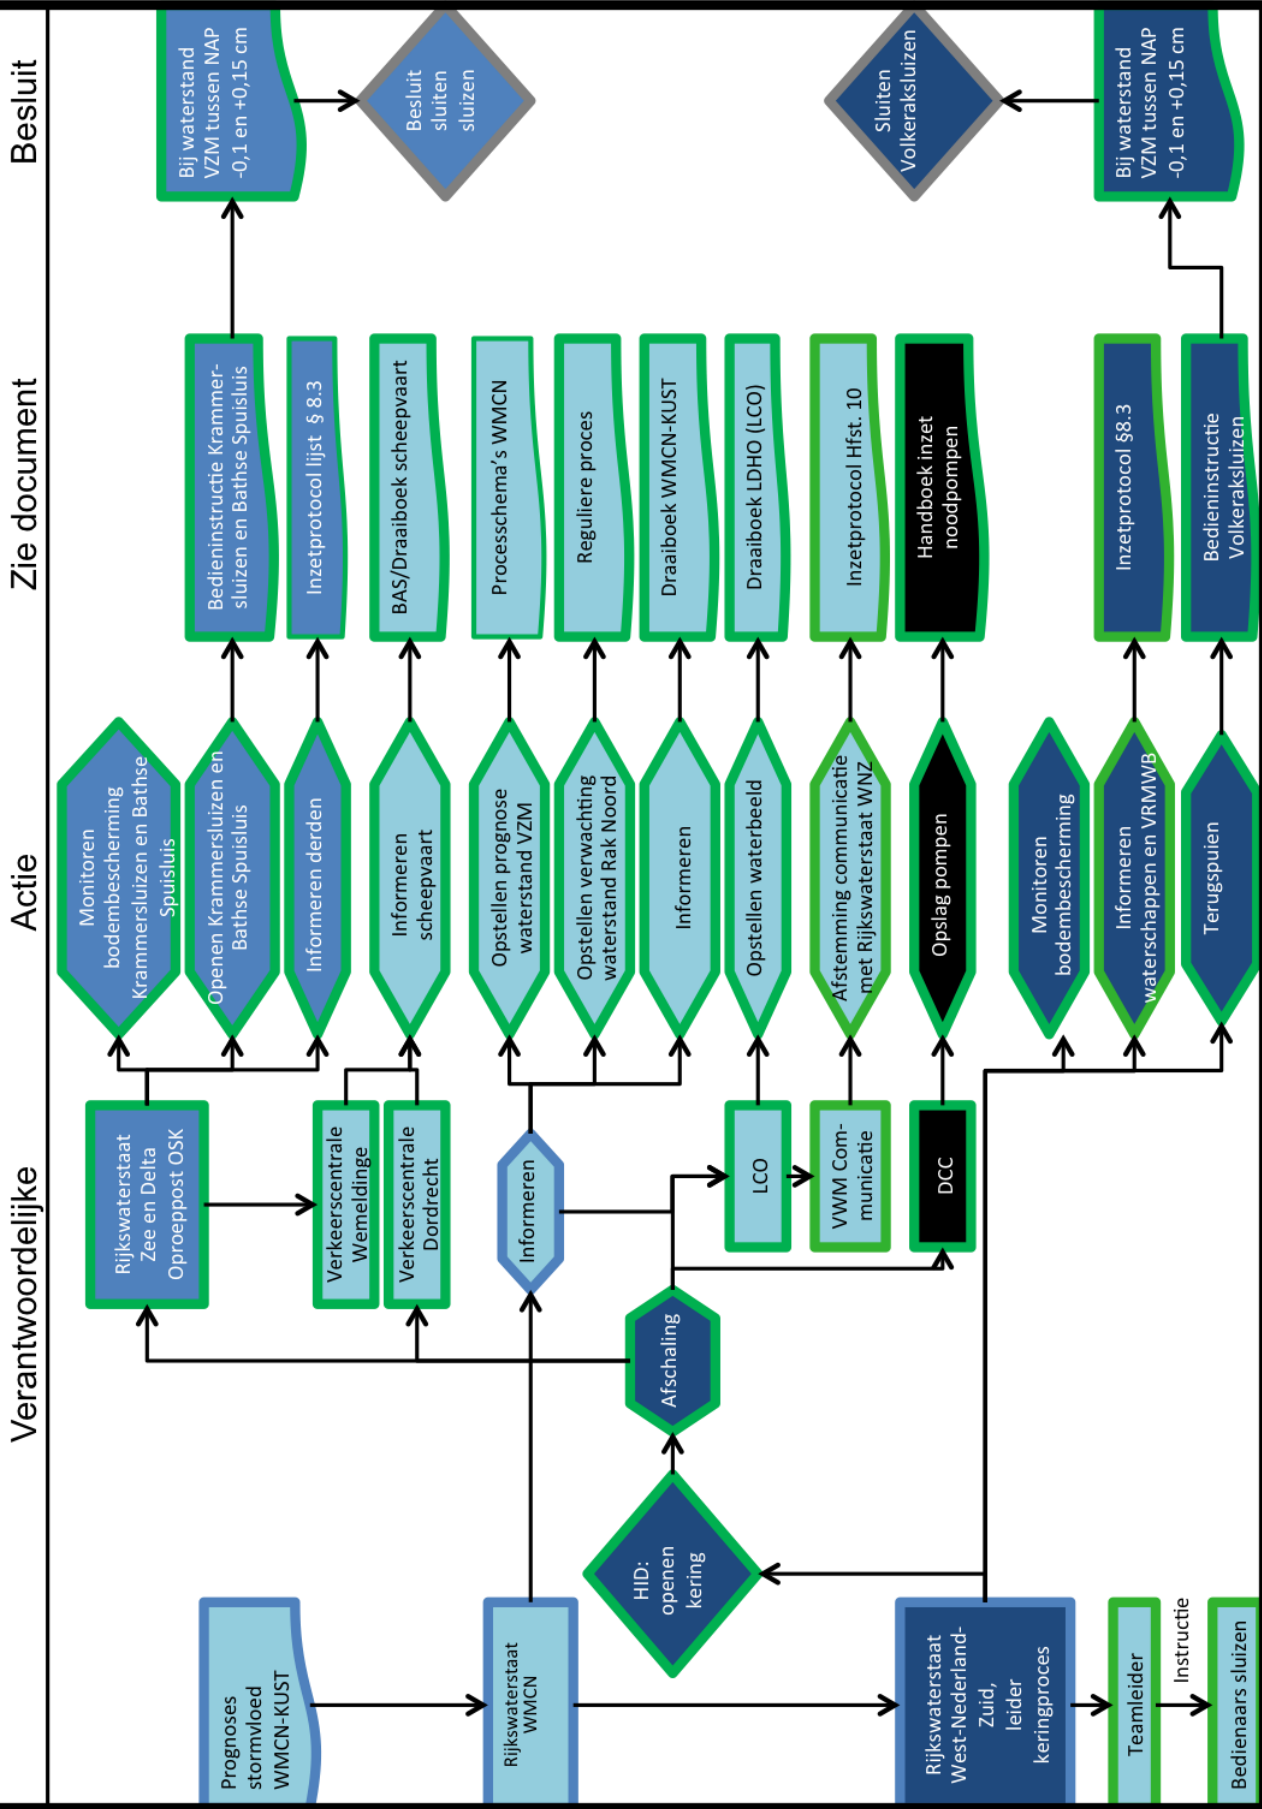 Verantwoordelijke
Actie
Zie document
Besluit
Prognoses
stormvloed
WMCN-KUST
Rijkswaterstaat
WMCN
Rijkswaterstaat
West-Nederland-
Zuid,
leider
keringproces
Teamleider
Instructie
Bedienaars sluizen
HID:
openen
kering
Afschaling
Rijkswaterstaat
Zee en Delta
Oproeppost OSK
Verkeerscentrale
Wemeldinge
Verkeerscentrale
Dordrecht
Informeren
LCO
VWM Com-
municatie
DCC
Monitoren
bodembescherming
Krammersluizen en Bathse
Spuisluis
Openen Krammersluizen en
Bathse Spuisluis
Informeren derden
Informeren
scheepvaart
Opstellen prognose
waterstand VZM
Opstellen verwachting
waterstand Rak Noord
Informeren
Opstellen waterbeeld
Afstemming communicatie
met Rijkswaterstaat WNZ
Opslag pompen
Monitoren
bodembescherming
Informeren
waterschappen en VRMWB
Terugspuien
Bedieninstructie Krammer-
sluizen en Bathse Spuisluis
Inzetprotocol lijst § 8.3
BAS/Draaiboek scheepvaart
Processchema’s WMCN
Reguliere proces
Draaiboek WMCN-KUST
Draaiboek LDHO (LCO)
Inzetprotocol Hfst. 10
Handboek inzet
noodpompen
Inzetprotocol §8.3
Bedieninstructie
Volkeraksluizen
Bij waterstand
VZM tussen NAP
-0,1 en +0,15 cm
Besluit
sluiten
sluizen
Sluiten
Volkeraksluizen
Bij waterstand
VZM tussen NAP
-0,1 en +0,15 cm